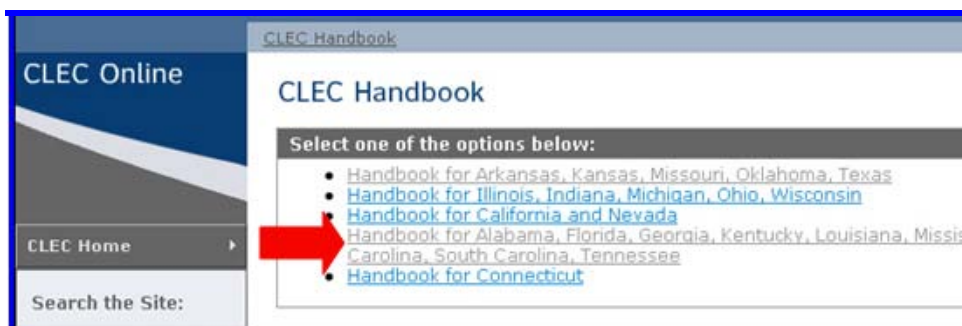 CLEC Handbook
CLEC Online
CLEC Handbook
Select one of the options below:
Handbook for Arkansas, Kansas, Missouri, Oklahoma, Texas
Handbook for Illinois, Indiana, Michigan, Ohio, Wisconsin
Handbook for California and Nevada
Handbook for Alabama, Florida, Georgia, Kentucky, Louisiana,
Carolina, South Carolina, Tennessee
Handbook for Connecticut
CLEC Home
Search the Site: